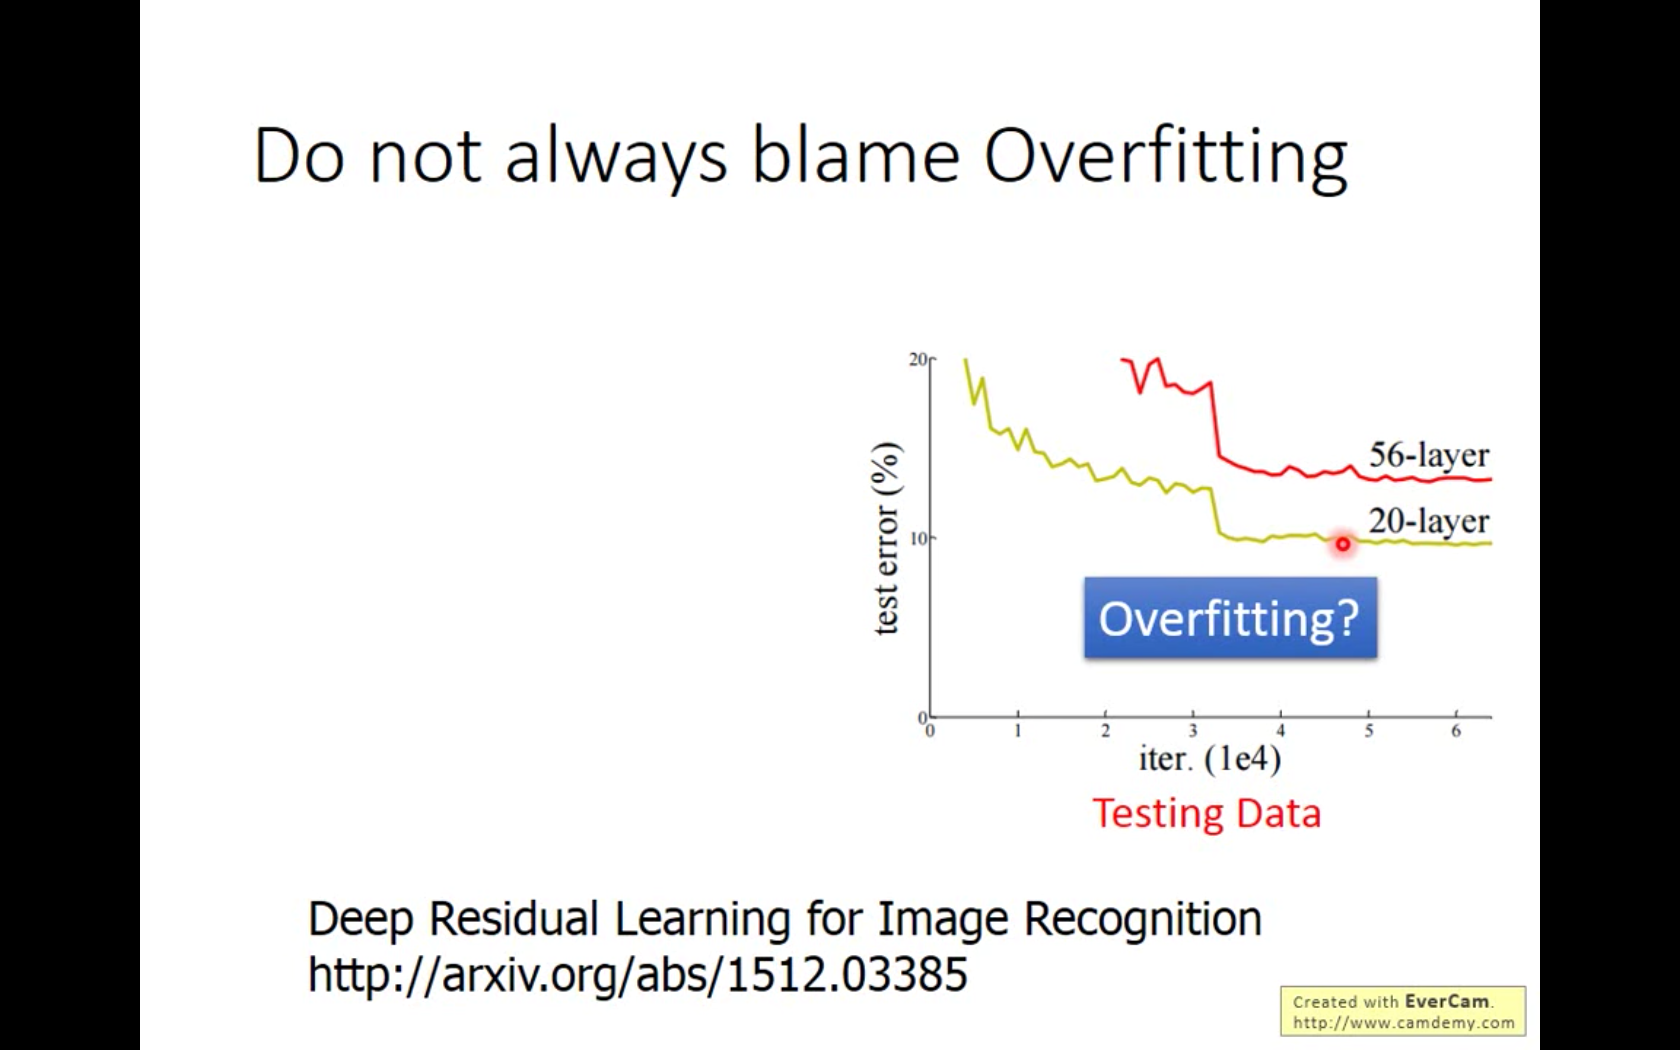 Do not always blame Overfitting
20
10
0
test error (%)
56-layer
20-layer
Overfitting?
0 1 2 3 4 5 6
iter. (1e4)
Testing Data
Deep Residual Learning for Image Recognition
http://arxiv.org/abs/1512.03385
Created with EverCam.
http://www.camdemy.com